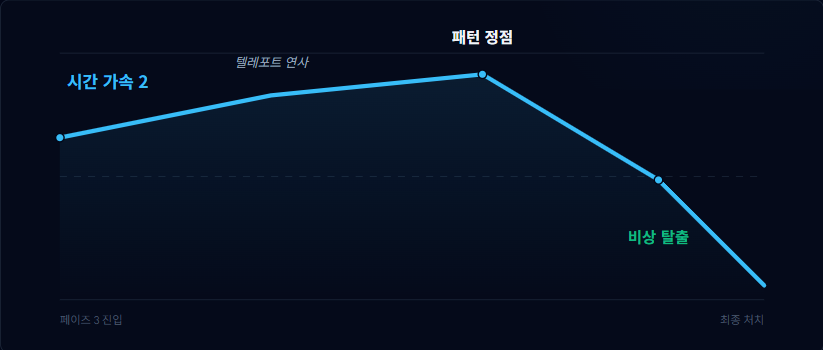 패턴 정점
텔레포트 연사
시간 가속 2
비상 탈출
페이즈 3 진입
최종 처치